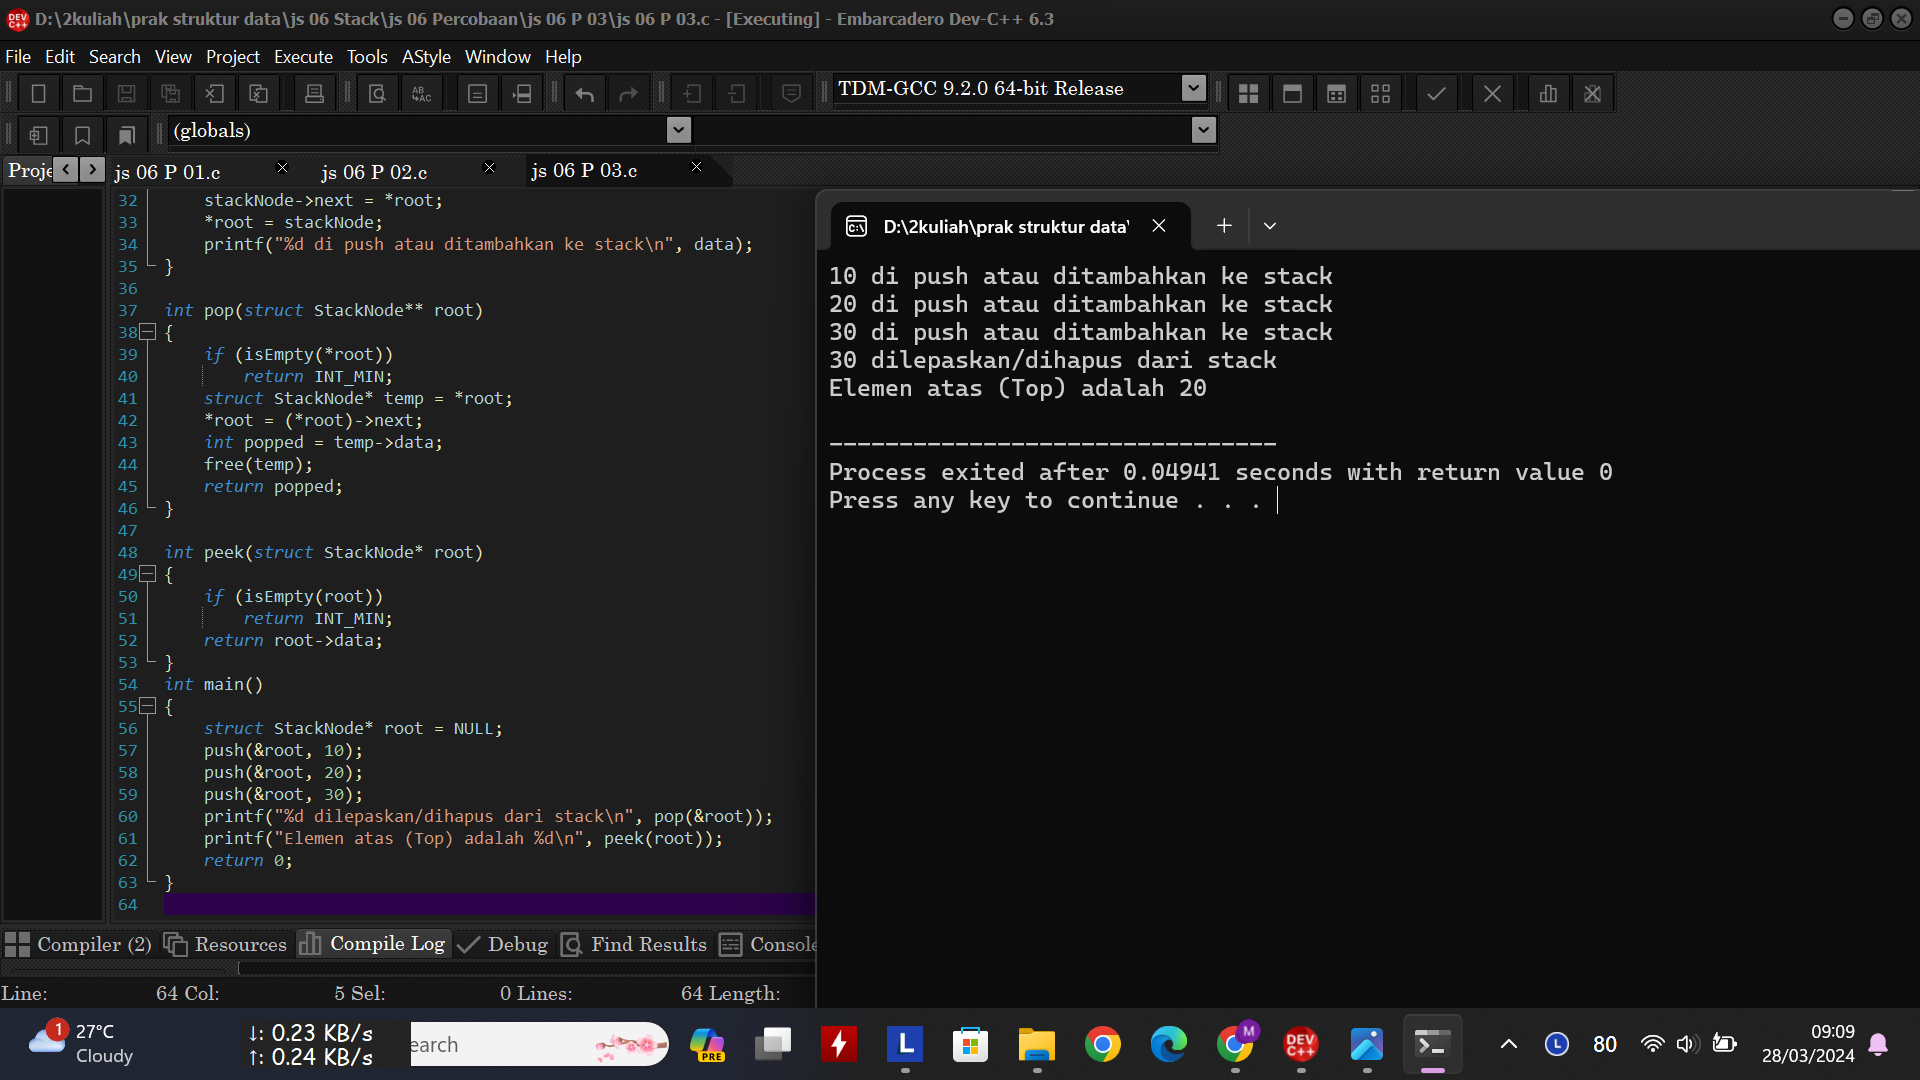 D:\2kuliah\prak struktur data\js 06 Stack\js 06 Percobaan\js 06 P 03\js 06 P 03.c - [Executing] - Embarcadero Dev-C++ 6.3
File Edit Search View Project Execute Tools AStyle Window Help
TDM-GCC 9.2.0 64-bit Release
(globals)
Proje js 06 P 01.c js 06 P 02.c js 06 P 03.c
32 stackNode->next = *root;
33 *root = stackNode;
34 printf("%d di push atau ditambahkan ke stack\n", data);
35 }
36
37 int pop(struct StackNode** root)
38 {
39 if (isEmpty(*root))
40 return INT_MIN;
41 struct StackNode* temp = *root;
42 *root = (*root)->next;
43 int popped = temp->data;
44 free(temp);
45 return popped;
46 }
47
48 int peek(struct StackNode* root)
49 {
50 if (isEmpty(root))
51 return INT_MIN;
52 return root->data;
53 }
54 int main()
55 {
56 struct StackNode* root = NULL;
57 push(&root, 10);
58 push(&root, 20);
59 push(&root, 30);
60 printf("%d dilepaskan/dihapus dari stack\n", pop(&root));
61 printf("Elemen atas (Top) adalah %d\n", peek(root));
62 return 0;
63 }
64
D:\2kuliah\prak struktur data\
10 di push atau ditambahkan ke stack
20 di push atau ditambahkan ke stack
30 di push atau ditambahkan ke stack
30 dilepaskan/dihapus dari stack
Elemen atas (Top) adalah 20
--------------------------------
Process exited after 0.04941 seconds with return value 0
Press any key to continue . . .
Compiler (2) Resources Compile Log Debug Find Results Console
Line: 64 Col: 5 Sel: 0 Lines: 64 Length:
1
27°C
Cloudy
↓: 0.23 KB/s
↑: 0.24 KB/s
earch
PRE
L
M
DEV C++
L
80
09:09
28/03/2024